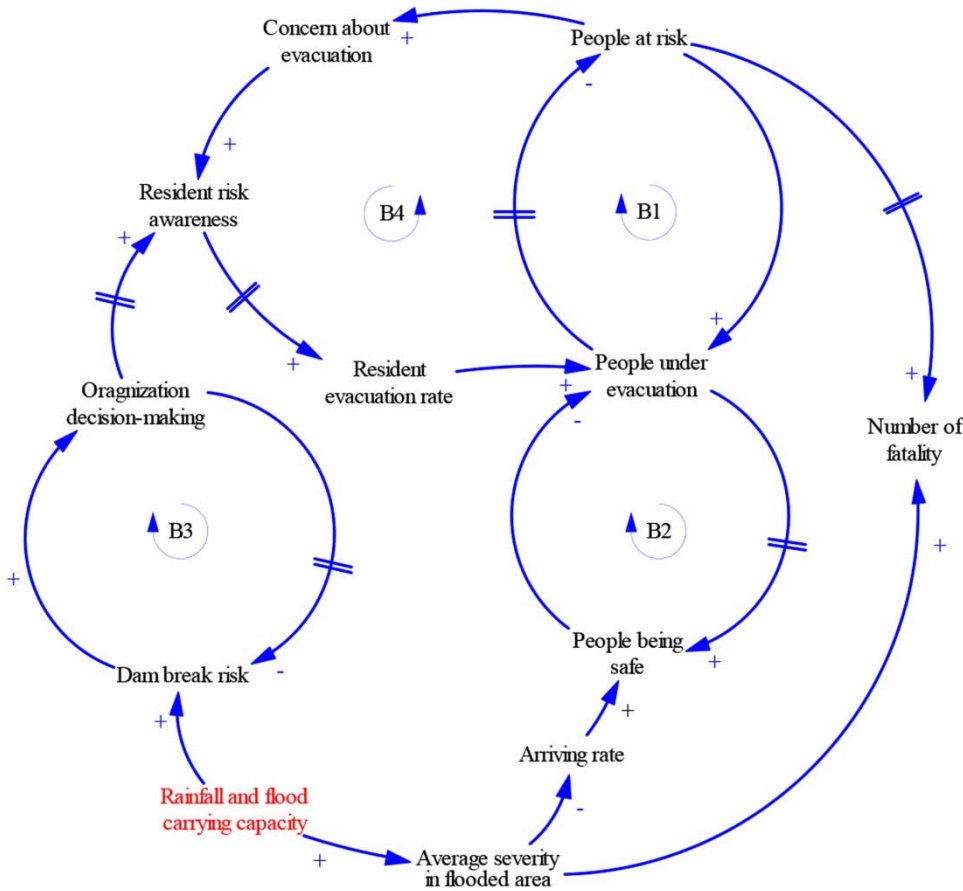 Concern about
evacuation
+
People at risk
-
+
Resident risk
awareness
+
B4
B1
+
+
Resident
evacuation rate
People under
evacuation
+
-
Oragnization
decision-making
+
Number of
fatality
B3
B2
+
+
People being
safe
+
Dam break risk
-
+
+
Arriving rate
-
Rainfall and flood
carrying capacity
+
Average severity
in flooded area